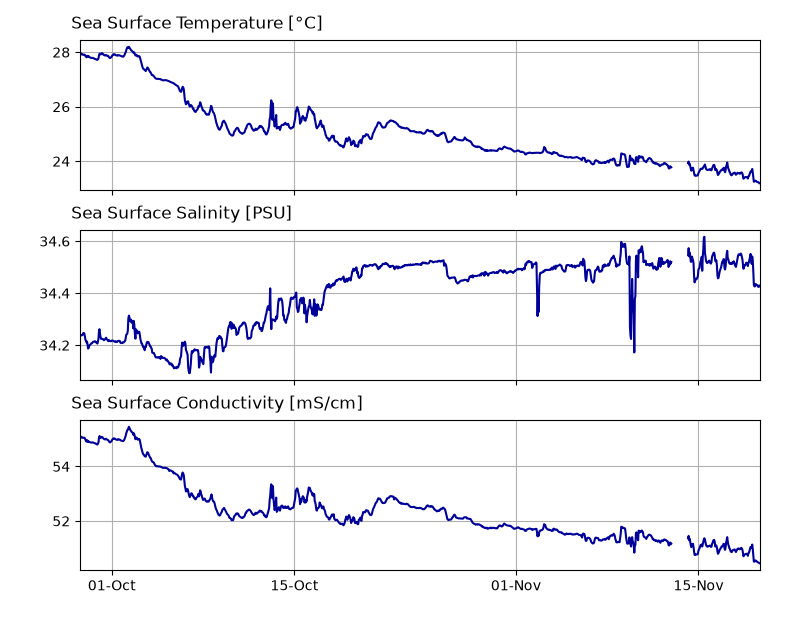 Sea Surface Temperature [°C]
28
26
24
Sea Surface Salinity [PSU]
34.6
34.4
34.2
Sea Surface Conductivity [mS/cm]
54
52
01-Oct 15-Oct 01-Nov 15-Nov